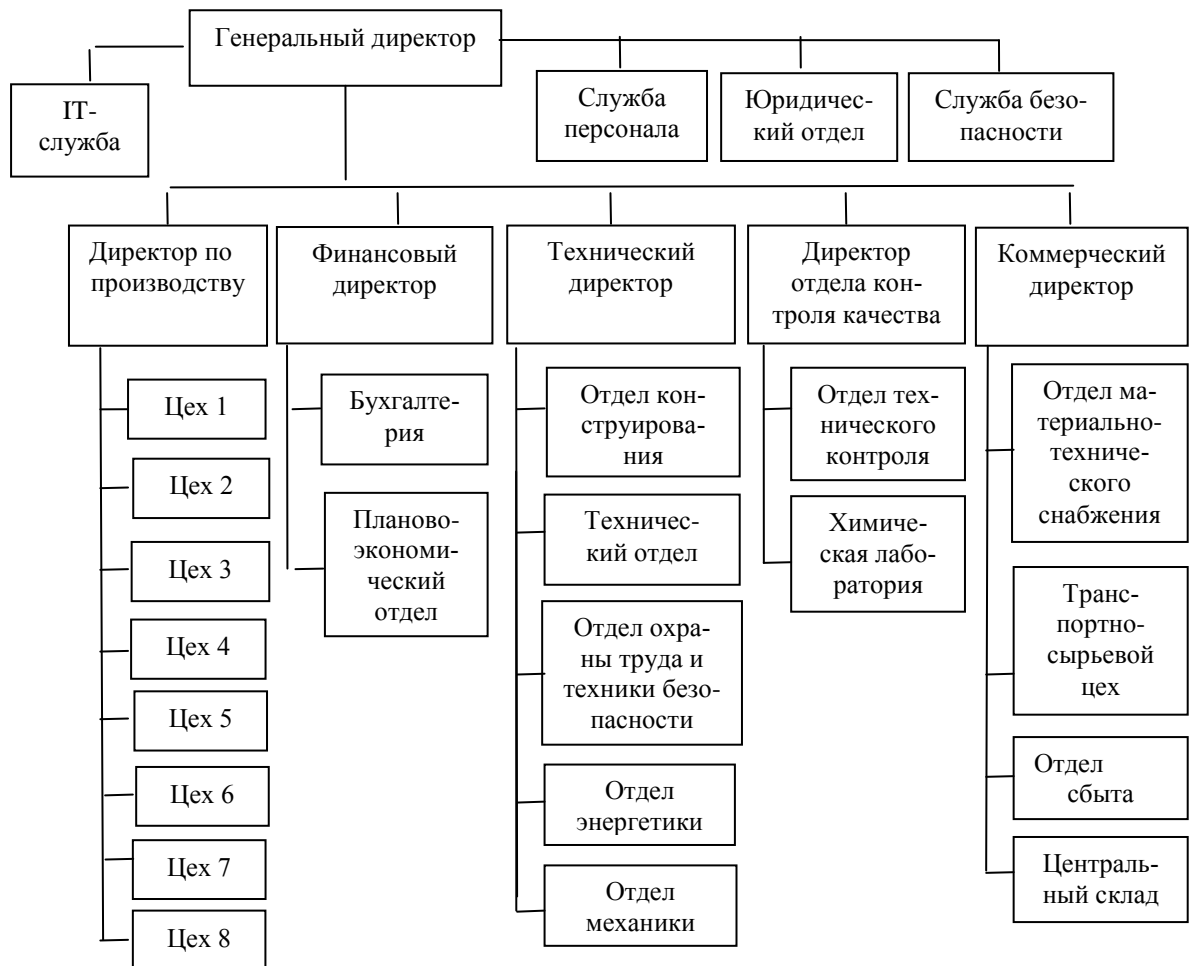 Генеральный директор
IT-
служба
Служба
персонала
Юридичес-
кий отдел
Служба безо-
пасности
Директор по
производству
Финансовый
директор
Технический
директор
Директор
отдела кон-
троля качества
Коммерческий
директор
Цех 1
Цех 2
Цех 3
Цех 4
Цех 5
Цех 6
Цех 7
Цех 8
Бухгалте-
рия
Планово-
экономи-
ческий
отдел
Отдел кон-
струирова-
ния
Техничес-
кий отдел
Отдел охра-
ны труда и
техники безо-
пасности
Отдел
энергетики
Отдел
механики
Отдел тех-
нического
контроля
Химиче-
ская лабо-
ратория
Отдел ма-
териально-
техниче-
ского
снабжения
Транс-
портно-
сырьевой
цех
Отдел
сбыта
Централь-
ный склад